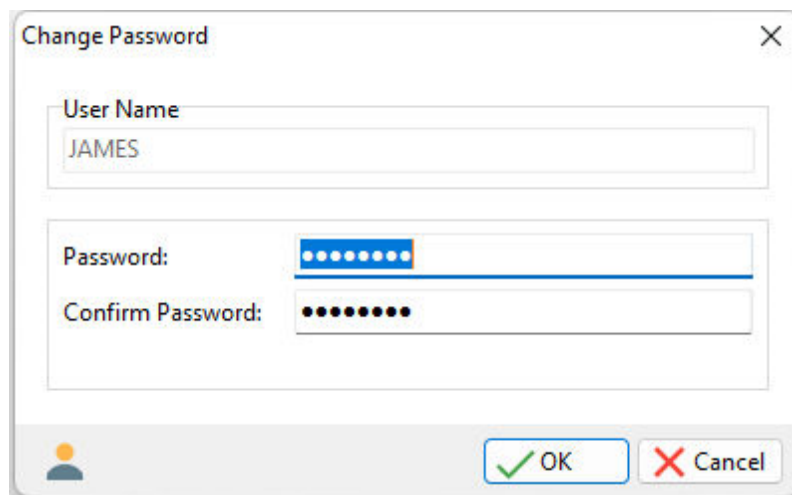 Change Password
User Name
JAMES
Password: ●●●●●●●●
Confirm Password: ●●●●●●●●
OK Cancel